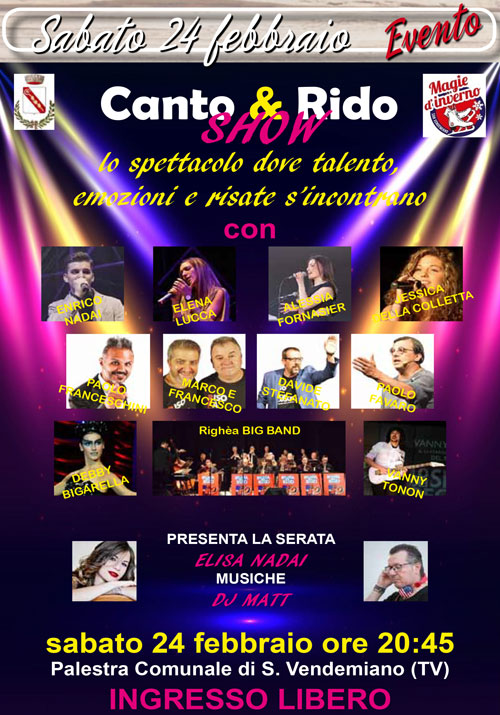 Sabato 24 febbraio
Evento
Canto & Rido
SHOW
Magie
d'inverno
lo spettacolo dove talento,
emozioni e risate s'incontrano
con
ENRICO
NADAI
ELENA
LUCCA
ALESSIA
FORNASIER
JESSICA
DELLA COLLETTA
PAOLO
FRANCESCHINI
MARCO E
FRANCESCO
DAVIDE
STEFANATO
PAOLO
FAVARO
DERBY
BIGARELLA
Righèa BIG BAND
VANNY
VANNY
TONON
PRESENTA LA SERATA
ELISA NADAI
MUSICHE
DJ MATT
sabato 24 febbraio ore 20:45
Palestra Comunale di S. Vendemiano (TV)
INGRESSO LIBERO